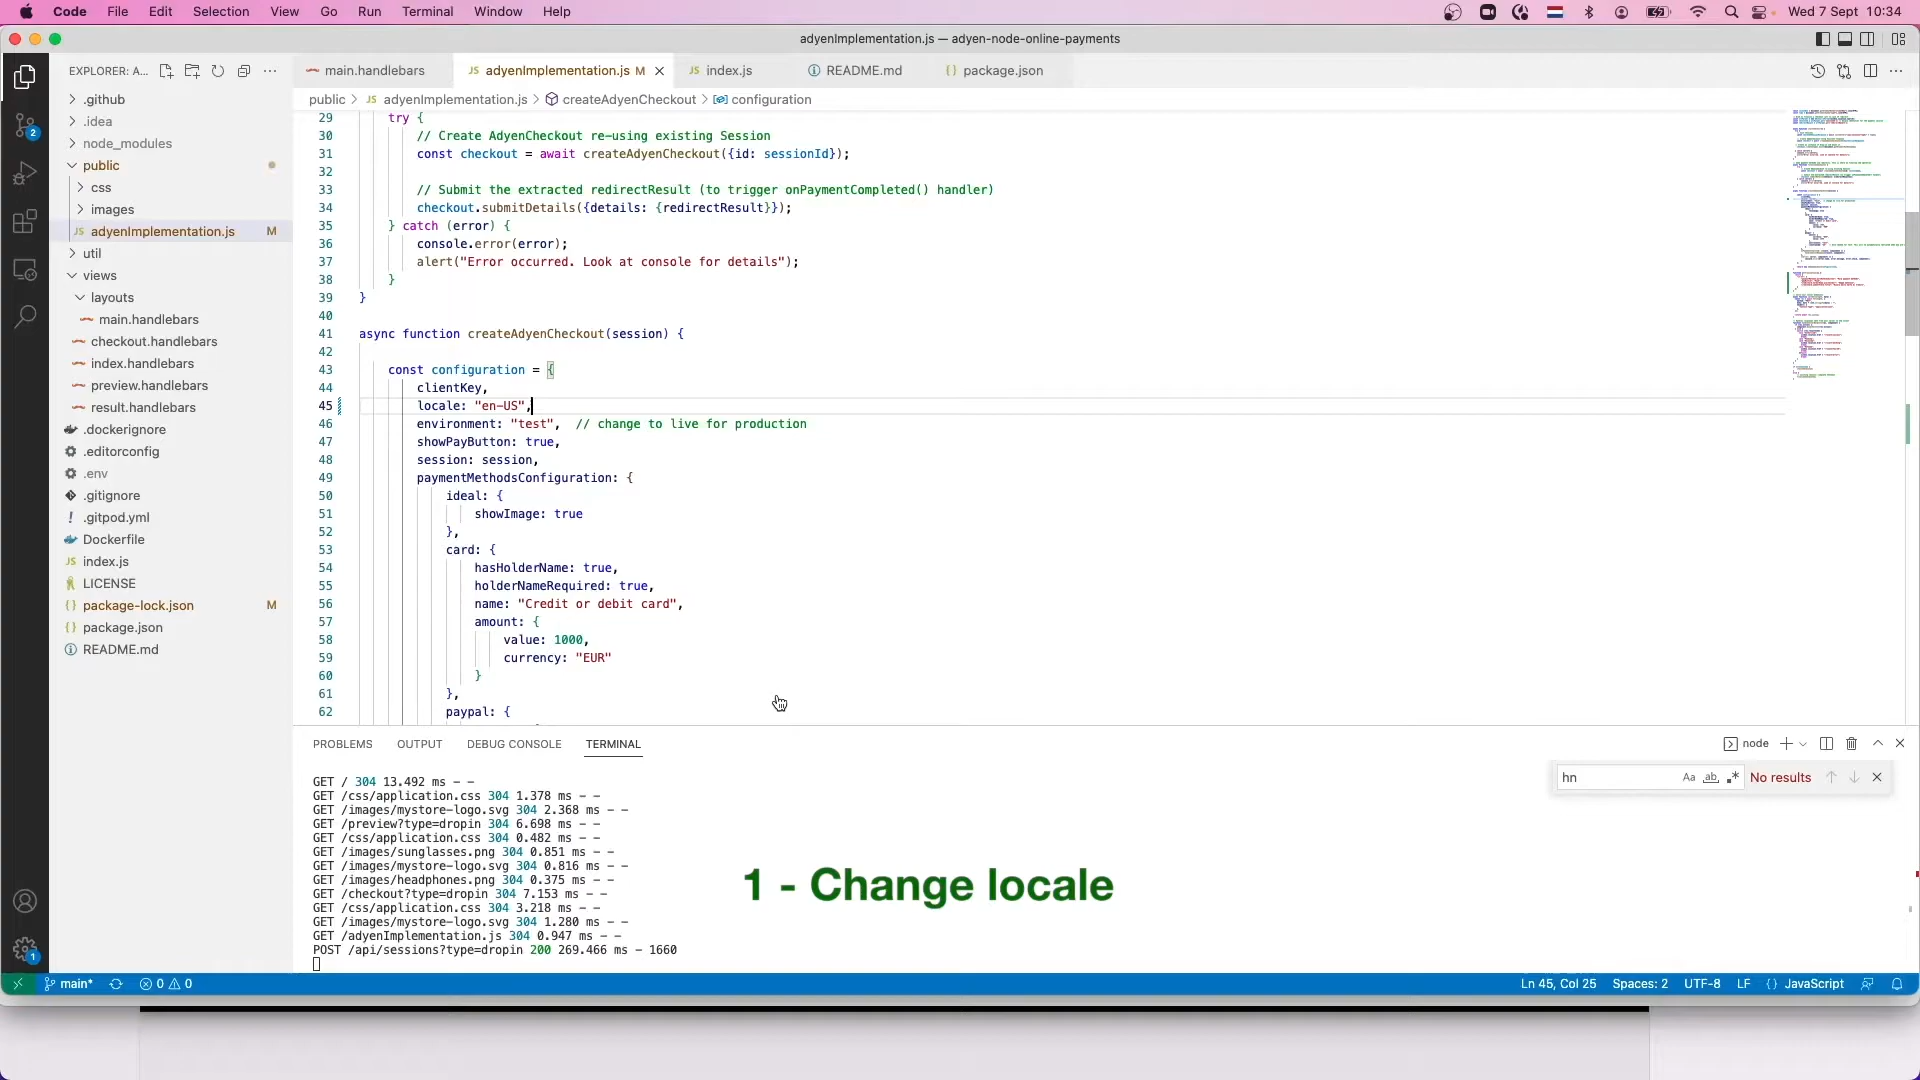 Code File Edit Selection View Go Run Terminal Window Help
Wed 7 Sept 10:34
adyenImplementation.js — adyen-node-online-payments
EXPLORER: A...
main.handlebars
JS adyenImplementation.js M
JS index.js
README.md
{} package.json
public > JS adyenImplementation.js > createAdyenCheckout > configuration
.github
.idea
node_modules
public
css
images
JS adyenImplementation.js M
util
views
layouts
main.handlebars
checkout.handlebars
index.handlebars
preview.handlebars
result.handlebars
.dockerignore
.editorconfig
.env
.gitignore
! .gitpod.yml
Dockerfile
JS index.js
LICENSE
{} package-lock.json M
{} package.json
README.md
2
1
29 try {
30 // Create AdyenCheckout re-using existing Session
31 const checkout = await createAdyenCheckout({id: sessionId});
32
33 // Submit the extracted redirectResult (to trigger onPaymentCompleted() handler)
34 checkout.submitDetails({details: {redirectResult}});
35 } catch (error) {
36 console.error(error);
37 alert("Error occurred. Look at console for details");
38 }
39 }
40
41 async function createAdyenCheckout(session) {
42
43 const configuration = {
44 clientKey,
45 locale: "en-US",
46 environment: "test", // change to live for production
47 showPayButton: true,
48 session: session,
49 paymentMethodsConfiguration: {
50 ideal: {
51 showImage: true
52 },
53 card: {
54 hasHolderName: true,
55 holderNameRequired: true,
56 name: "Credit or debit card",
57 amount: {
58 value: 1000,
59 currency: "EUR"
60 }
61 },
62 paypal: {
PROBLEMS OUTPUT DEBUG CONSOLE TERMINAL
node
hn Aa ab .* No results
GET / 304 13.492 ms - -
GET /css/application.css 304 1.378 ms - -
GET /images/mystore-logo.svg 304 2.368 ms - -
GET /preview?type=dropin 304 6.698 ms - -
GET /css/application.css 304 0.482 ms - -
GET /images/sunglasses.png 304 0.851 ms - -
GET /images/mystore-logo.svg 304 0.816 ms - -
GET /images/headphones.png 304 0.375 ms - -
GET /checkout?type=dropin 304 7.153 ms - -
GET /css/application.css 304 3.218 ms - -
GET /images/mystore-logo.svg 304 1.280 ms - -
GET /adyenImplementation.js 304 0.947 ms - -
POST /api/sessions?type=dropin 200 269.466 ms - 1660
1 - Change locale
main* 0 0
Ln 45, Col 25 Spaces: 2 UTF-8 LF {} JavaScript